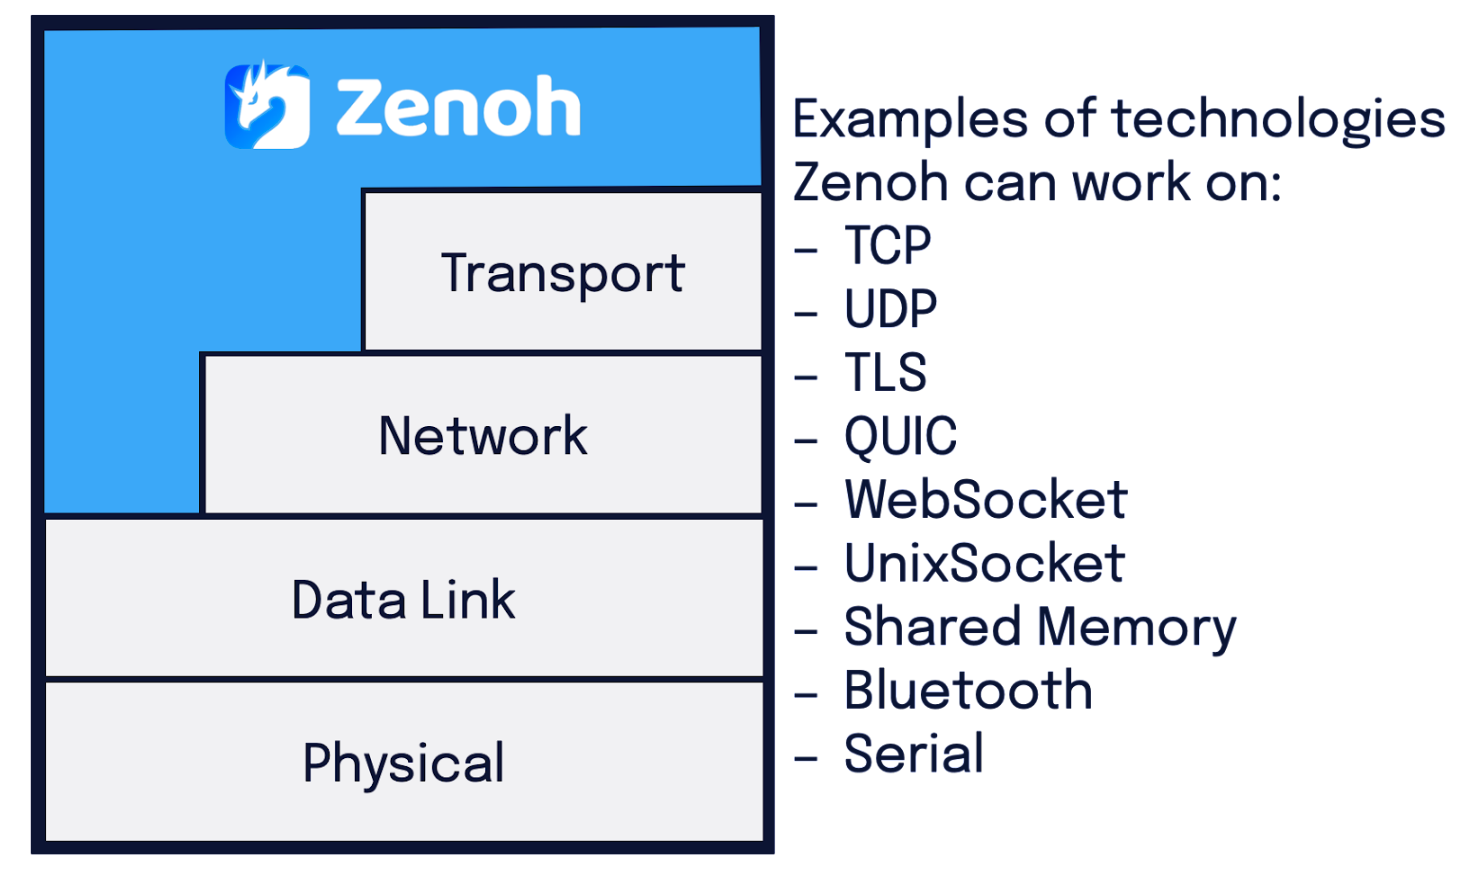 Zenoh
Transport
Network
Data Link
Physical
Examples of technologies
Zenoh can work on:
– TCP
– UDP
– TLS
– QUIC
– WebSocket
– UnixSocket
– Shared Memory
– Bluetooth
– Serial